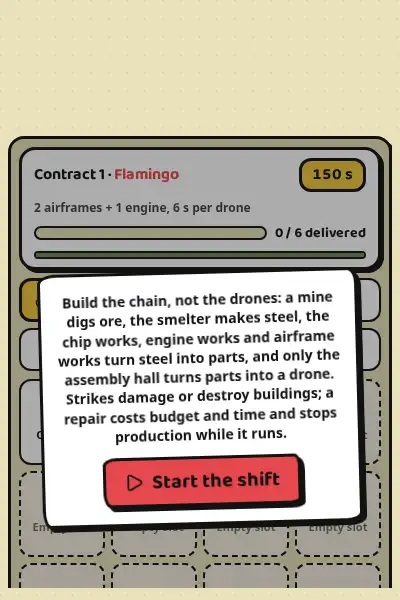 Contract 1 · Flamingo
150 s
2 airframes + 1 engine, 6 s per drone
0 / 6 delivered
Build the chain, not the drones: a mine
digs ore, the smelter makes steel, the
chip works, engine works and airframe
works turn steel into parts, and only the
assembly hall turns parts into a drone.
Strikes damage or destroy buildings; a
repair costs budget and time and stops
production while it runs.
Start the shift
Empty slot
Empty slot